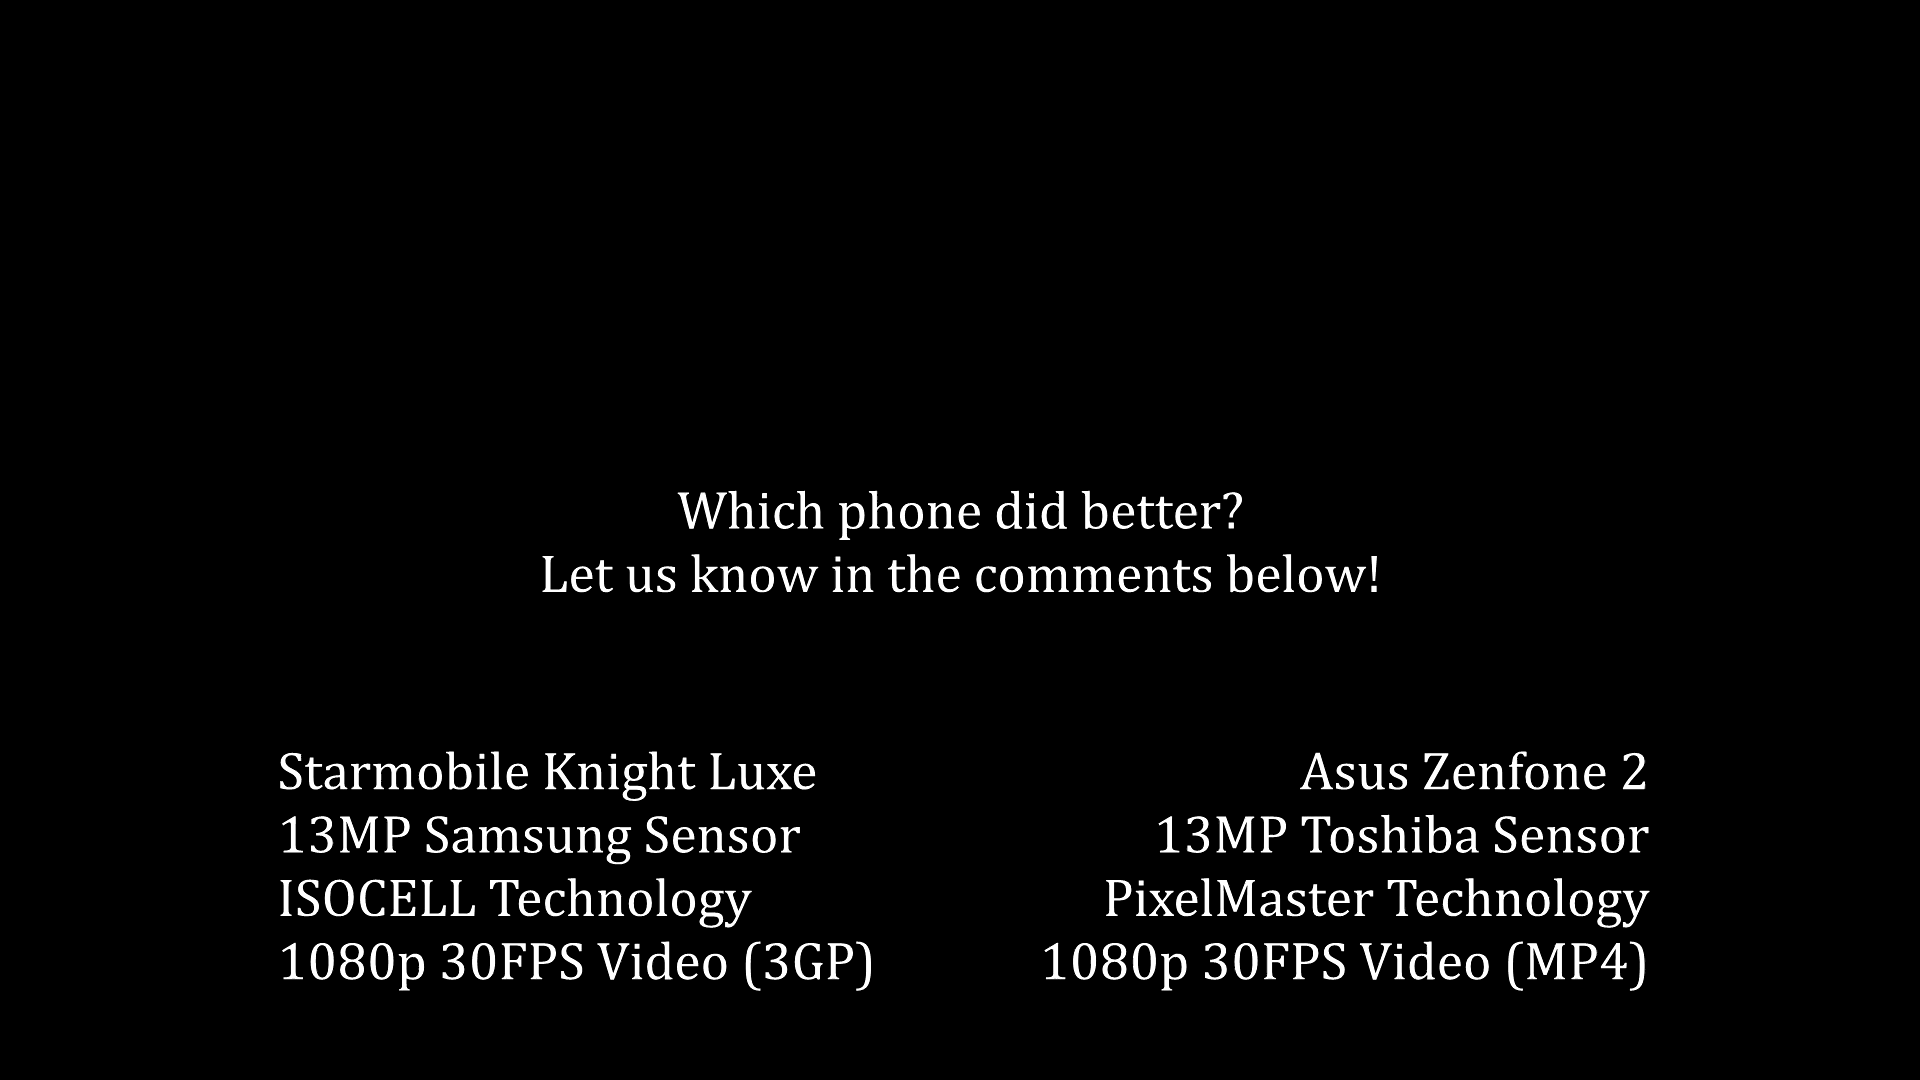 Which phone did better?
Let us know in the comments below!
Starmobile Knight Luxe
13MP Samsung Sensor
ISOCELL Technology
1080p 30FPS Video (3GP)
Asus Zenfone 2
13MP Toshiba Sensor
PixelMaster Technology
1080p 30FPS Video (MP4)